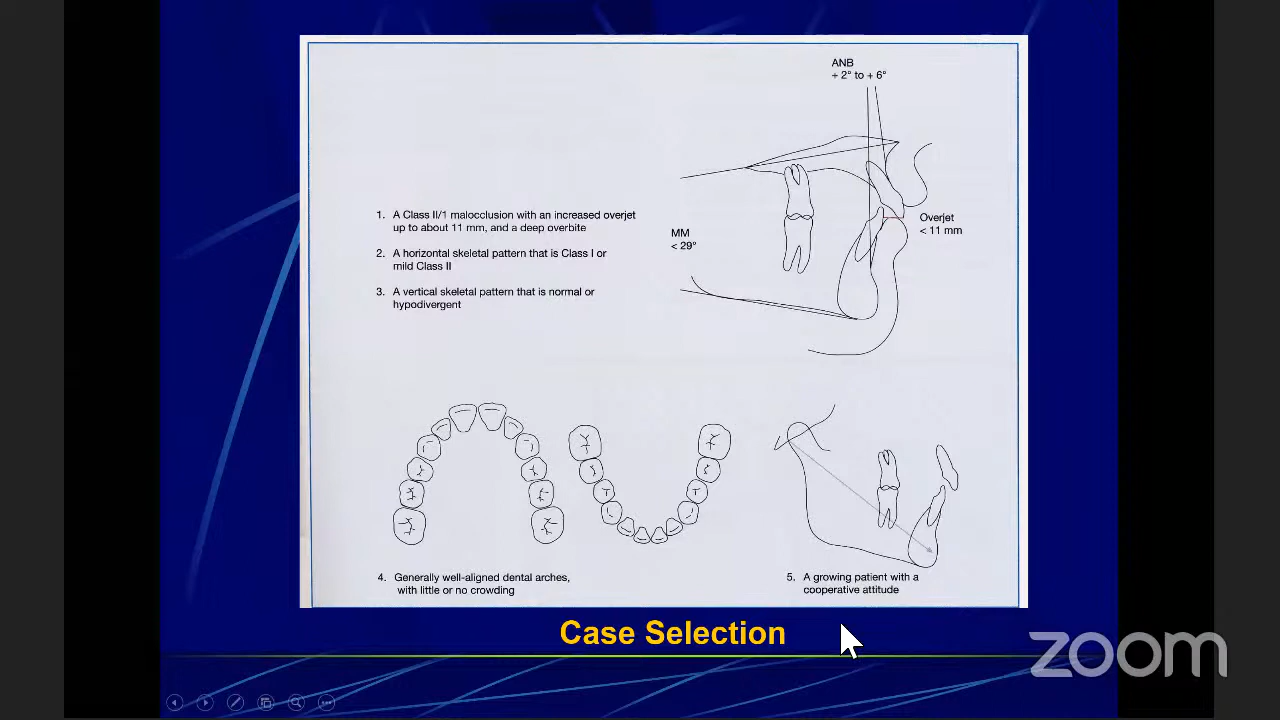 ANB
+ 2° to + 6°
1. A Class II/1 malocclusion with an increased overjet
up to about 11 mm, and a deep overbite
2. A horizontal skeletal pattern that is Class I or
mild Class II
3. A vertical skeletal pattern that is normal or
hypodivergent
MM
< 29°
Overjet
< 11 mm
4. Generally well-aligned dental arches,
with little or no crowding
5. A growing patient with a
cooperative attitude
Case Selection
zoom